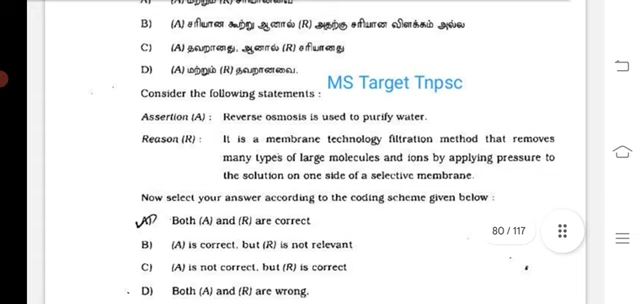 B) (A) சரியான கூற்று ஆனால் (R) அதற்கு சரியான விளக்கம் அல்ல
C) (A) தவறானது, ஆனால் (R) சரியானது
D) (A) மற்றும் (R) தவறானவை.
MS Target Tnpsc
Consider the following statements :
Assertion (A) : Reverse osmosis is used to purify water.
Reason (R) : It is a membrane technology filtration method that removes
many types of large molecules and ions by applying pressure to
the solution on one side of a selective membrane.
Now select your answer according to the coding scheme given below :
A) Both (A) and (R) are correct
80 / 117
B) (A) is correct, but (R) is not relevant
C) (A) is not correct, but (R) is correct
D) Both (A) and (R) are wrong.